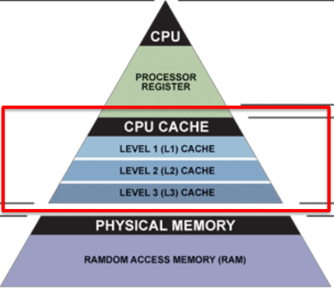 CPU
PROCESSOR
REGISTER
CPU CACHE
LEVEL 1 (L1) CACHE
LEVEL 2 (L2) CACHE
LEVEL 3 (L3) CACHE
PHYSICAL MEMORY
RAMDOM ACCESS MEMORY (RAM)